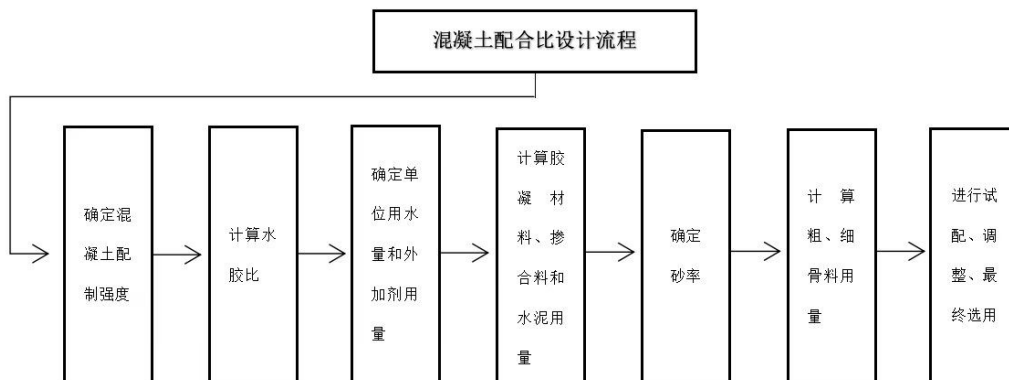 混凝土配合比设计流程
确定混
凝土配
制强度
计算水
胶比
确定单
位用水
量和外
加剂用
量
计算胶
凝材
料、掺
合料和
水泥用
量
确定
砂率
计算
粗、细
骨料用
量
进行试
配、调
整、最
终选用